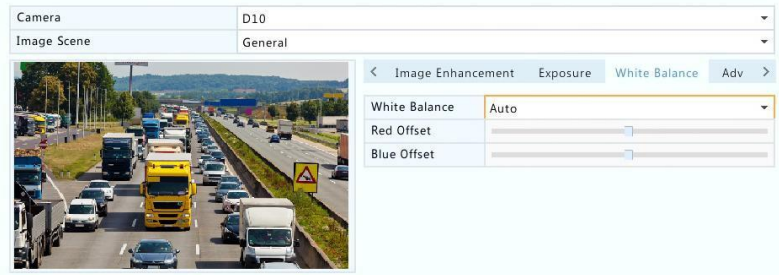 Camera D10
Image Scene General
< Image Enhancement Exposure White Balance Adv >
White Balance Auto
Red Offset
Blue Offset